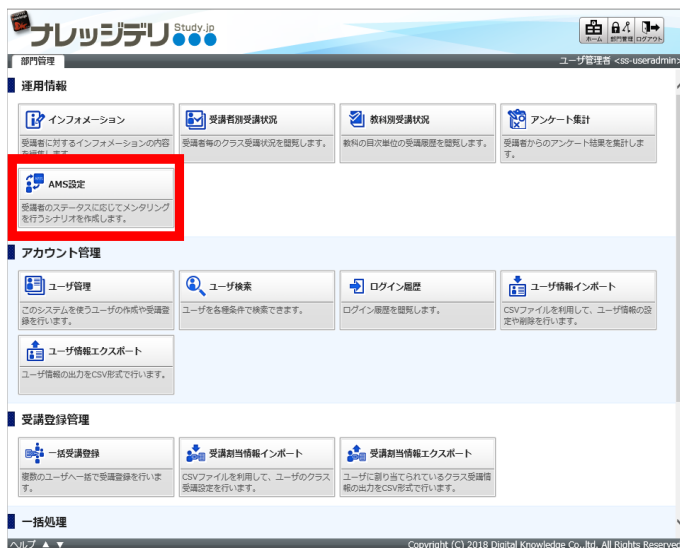 ナレッジデリ Study.jp
ホーム 部門管理 ログアウト
部門管理
ユーザ管理者 <ss-useradmin>
運用情報
インフォメーション
受講者別受講状況
教科別受講状況
アンケート集計
受講者に対するインフォメーションの内容
受講者毎のクラス受講状況を閲覧します。
教科の目次単位の受講履歴を閲覧します。
受講者からのアンケート結果を集計しま
す。
AMS設定
受講者のステータスに応じてメンタリング
を行うシナリオを作成します。
アカウント管理
ユーザ管理
ユーザ検索
ログイン履歴
ユーザ情報インポート
このシステムを使うユーザの作成や受講登
録を行います。
ユーザを各種条件で検索できます。
ログイン履歴を閲覧します。
CSVファイルを利用して、ユーザ情報の設
定や削除を行います。
ユーザ情報エクスポート
ユーザ情報の出力をCSV形式で行います。
受講登録管理
一括受講登録
受講割当情報インポート
受講割当情報エクスポート
複数のユーザへ一括で受講登録を行いま
す。
CSVファイルを利用して、ユーザのクラス
受講設定を行います。
ユーザに割り当てられているクラス受講情
報の出力をCSV形式で行います。
一括処理
ヘルプ ▲ ▼
Copyright (C) 2018 Digital Knowledge Co.,ltd. All Rights Reserved